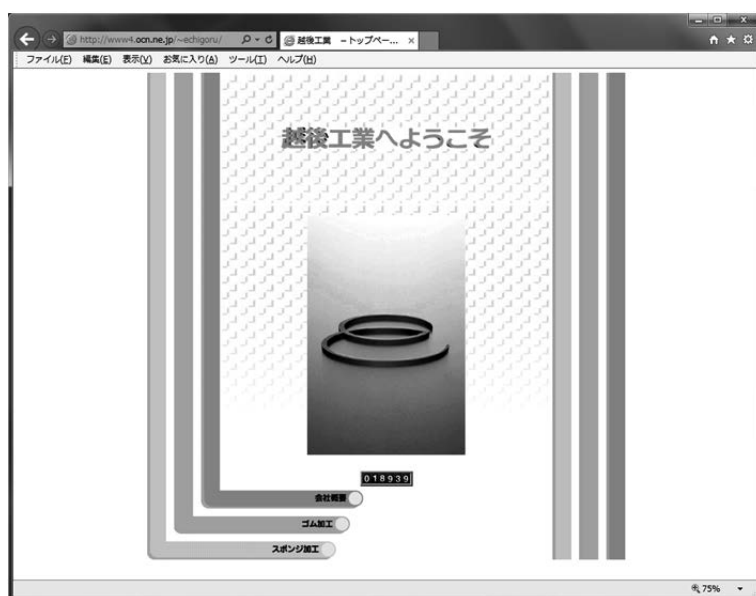 http://www4.ocn.ne.jp/~echigoru/
越後工業 -トップペー...
ファイル(F) 編集(E) 表示(V) お気に入り(A) ツール(T) ヘルプ(H)
越後工業へようこそ
018939
会社概要
ゴム加工
スポンジ加工
75%